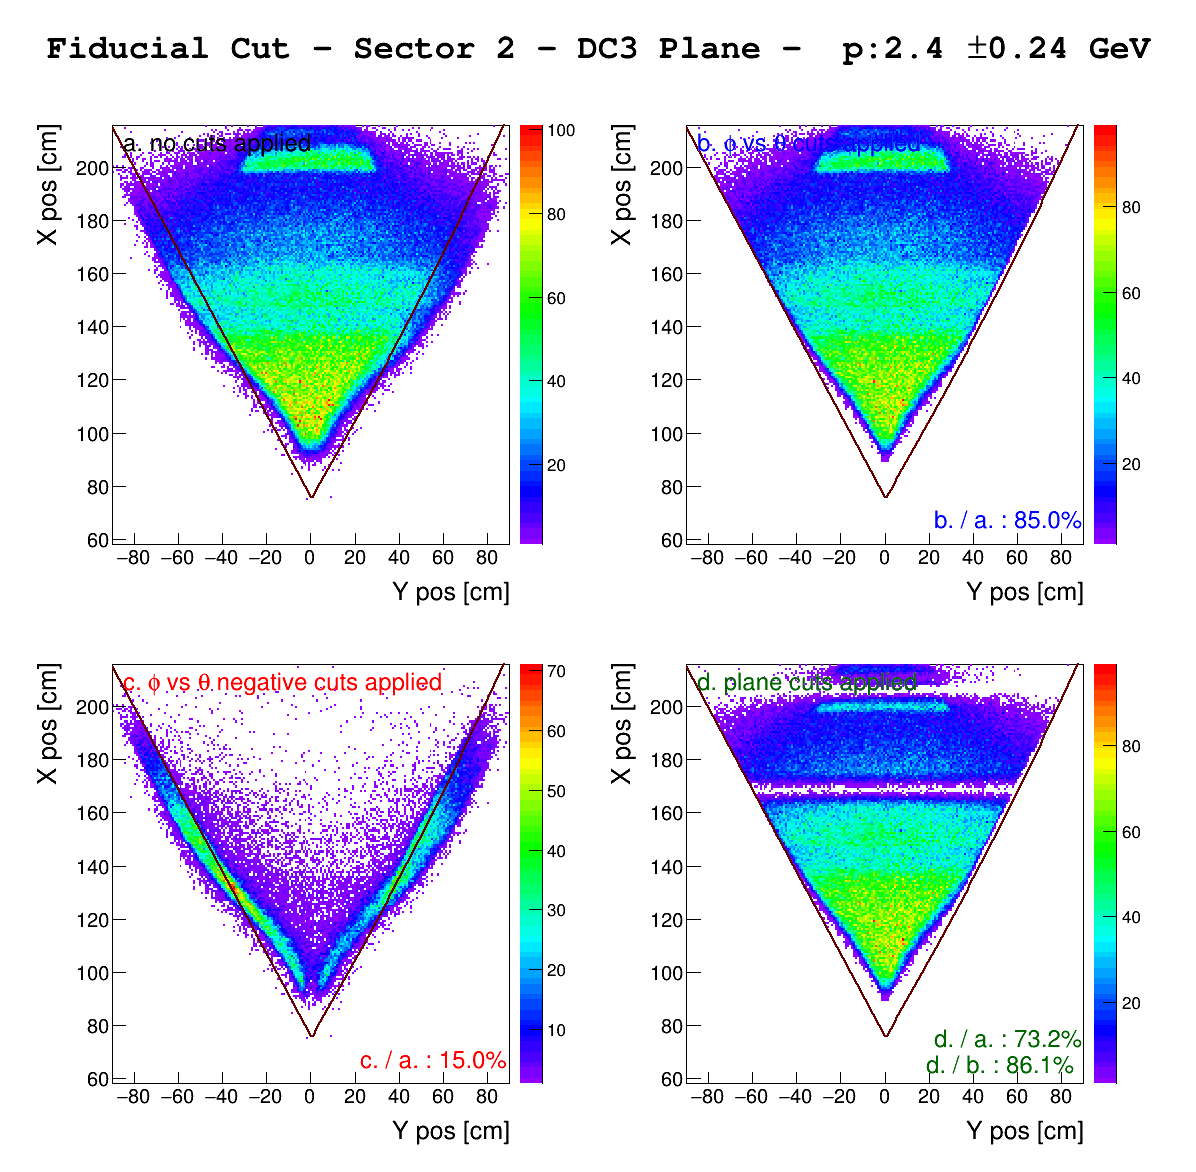 Fiducial Cut – Sector 2 – DC3 Plane – p:2.4 ±0.24 GeV
X pos [cm]
a. no cuts applied
200
180
160
140
120
100
80
60
−80 −60 −40 −20 0 20 40 60 80
Y pos [cm]
100
80
60
40
20
X pos [cm]
b. ϕ vs θ cuts applied
200
180
160
140
120
100
80
60
b. / a. : 85.0%
−80 −60 −40 −20 0 20 40 60 80
Y pos [cm]
80
60
40
20
X pos [cm]
c. ϕ vs θ negative cuts applied
200
180
160
140
120
100
80
60
c. / a. : 15.0%
−80 −60 −40 −20 0 20 40 60 80
Y pos [cm]
70
60
50
40
30
20
10
X pos [cm]
d. plane cuts applied
200
180
160
140
120
100
80
60
d. / a. : 73.2%
d. / b. : 86.1%
−80 −60 −40 −20 0 20 40 60 80
Y pos [cm]
80
60
40
20